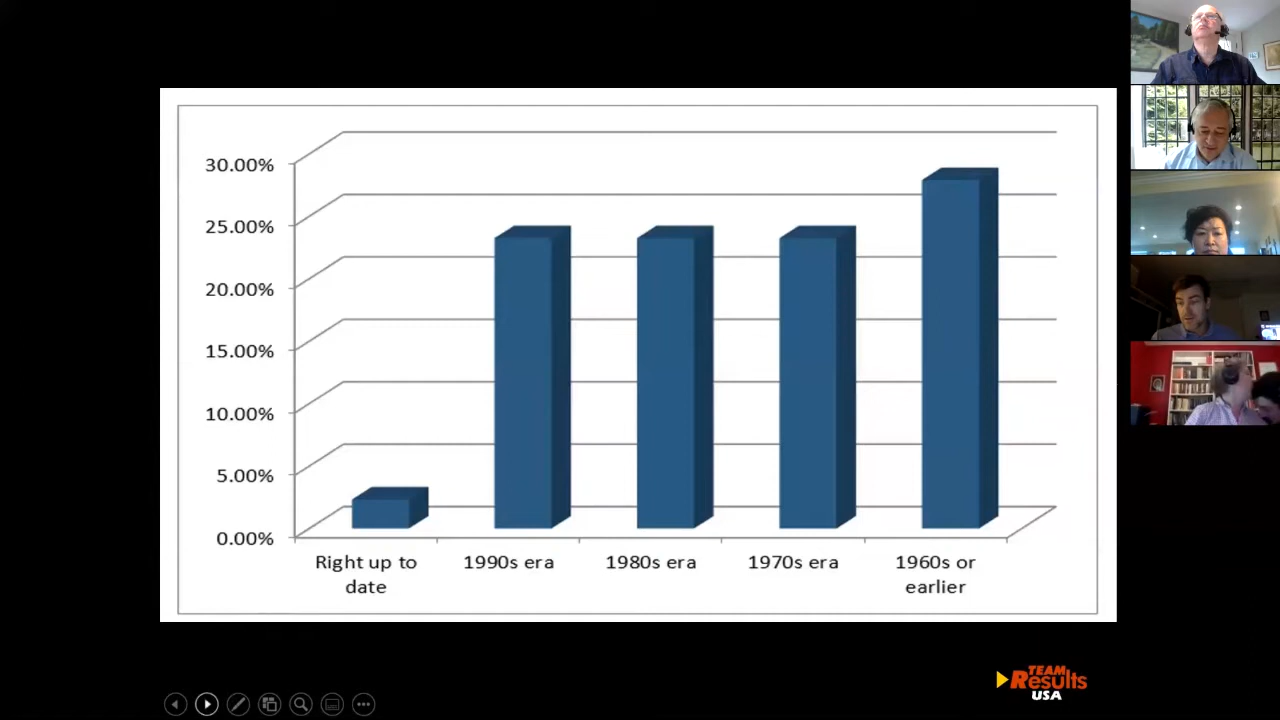 30.00%
25.00%
20.00%
15.00%
10.00%
5.00%
0.00%
Right up to
date
1990s era
1980s era
1970s era
1960s or
earlier
TEAM
Results
USA